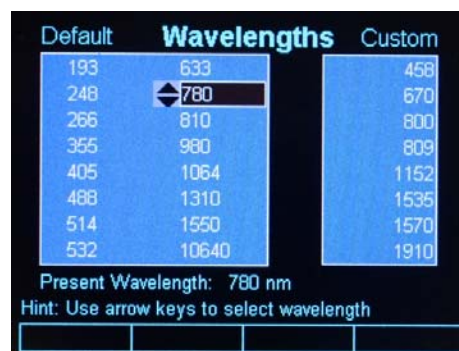 Default Wavelengths Custom
193 633 458
248 780 670
266 810 800
355 980 809
405 1064 1152
488 1310 1535
514 1550 1570
532 10640 1910
Present Wavelength: 780 nm
Hint: Use arrow keys to select wavelength